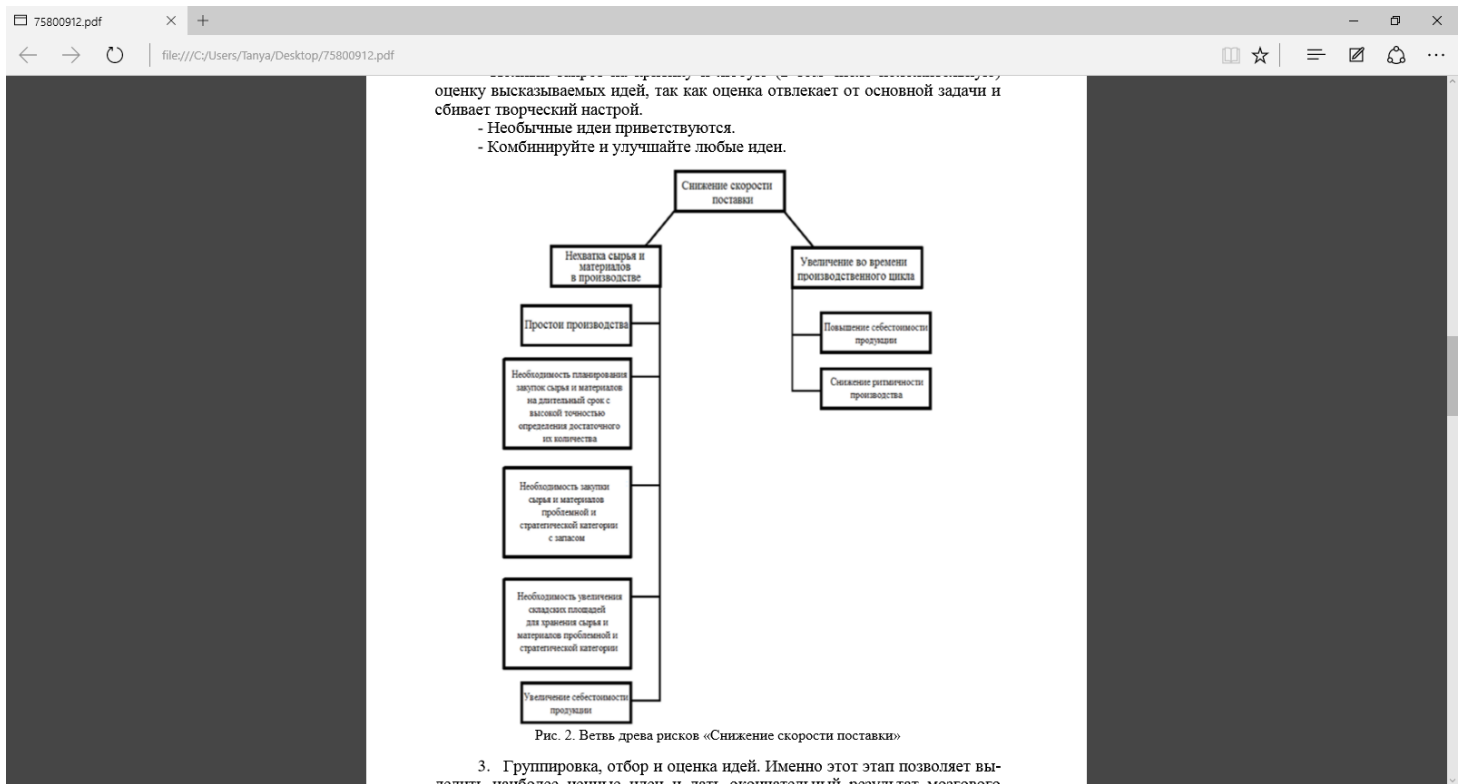 75800912.pdf
file:///C:/Users/Tanya/Desktop/75800912.pdf
оценку высказываемых идей, так как оценка отвлекает от основной задачи и
сбивает творческий настрой.
- Необычные идеи приветствуются.
- Комбинируйте и улучшайте любые идеи.
Снижение скорости
поставки
Нехватка сырья и
материалов
в производстве
Простои производства
Необходимость планирования
закупок сырья и материалов
на длительный срок с
высокой точностью
определения достаточного
их количества
Необходимость закупки
сырья и материалов
проблемной и
стратегической категории
с запасом
Необходимость увеличения
складских площадей
для хранения сырья и
материалов проблемной и
стратегической категории
Увеличение себестоимости
продукции
Увеличение во времени
производственного цикла
Повышение себестоимости
продукции
Снижение ритмичности
производства
Рис. 2. Ветвь древа рисков «Снижение скорости поставки»
3. Группировка, отбор и оценка идей. Именно этот этап позволяет вы-